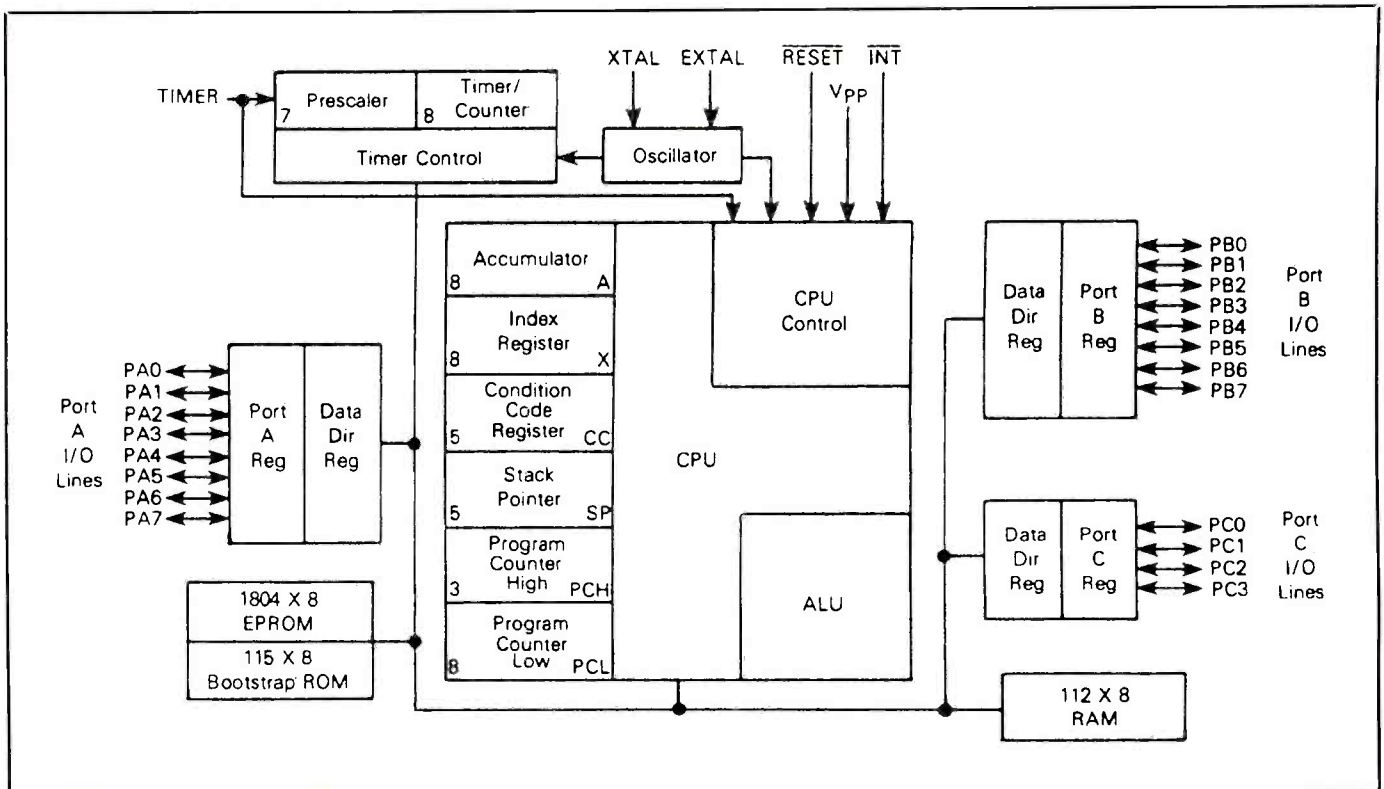 XTAL EXTAL RESET INT
VPP
TIMER
Prescaler
7
Timer/
Counter
8
Timer Control
Oscillator
Accumulator
8 A
Index
Register
8 X
Condition
Code
Register
5 CC
Stack
Pointer
5 SP
Program
Counter
High
3 PCH
Program
Counter
Low
8 PCL
CPU
CPU
Control
ALU
Port
A
I/O
Lines
PA0
PA1
PA2
PA3
PA4
PA5
PA6
PA7
Port
A
Reg
Data
Dir
Reg
1804 X 8
EPROM
115 X 8
Bootstrap ROM
Data
Dir
Reg
Port
B
Reg
PB0
PB1
PB2
PB3
PB4
PB5
PB6
PB7
Port
B
I/O
Lines
Data
Dir
Reg
Port
C
Reg
PC0
PC1
PC2
PC3
Port
C
I/O
Lines
112 X 8
RAM